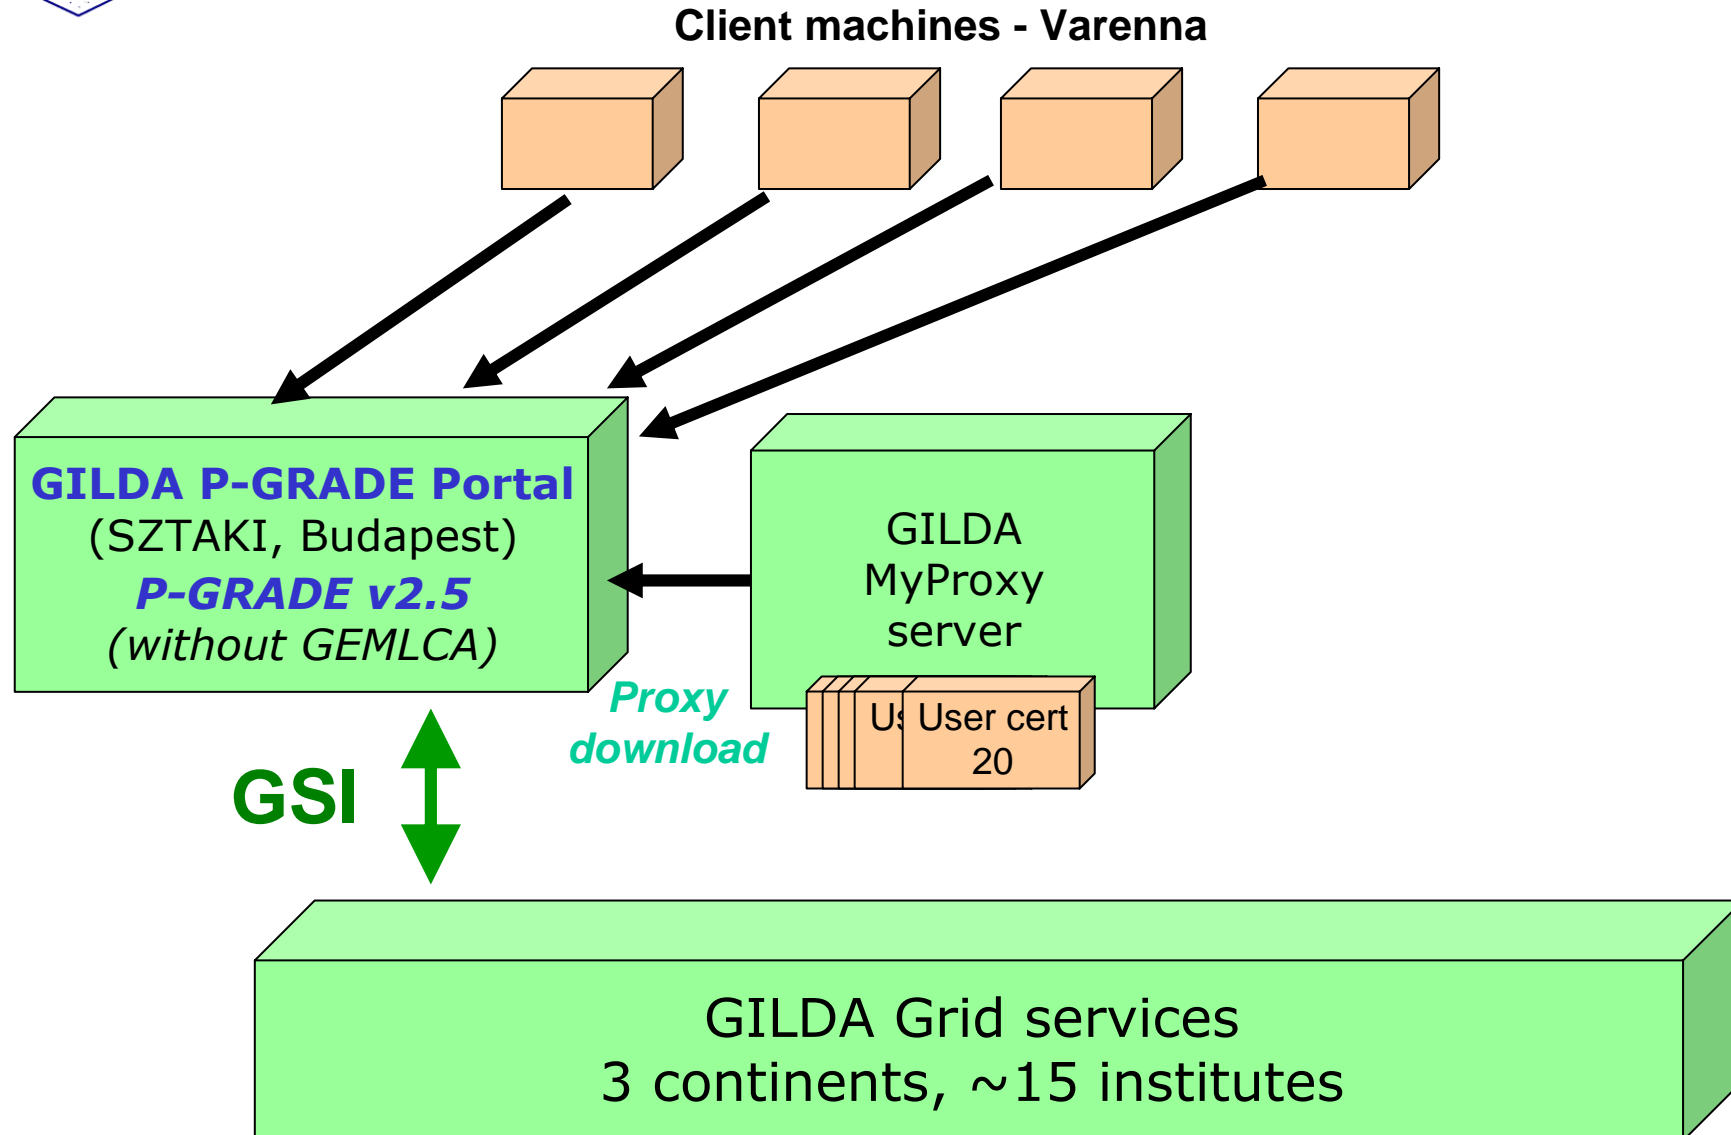 Client machines - Varenna
GILDA P-GRADE Portal
(SZTAKI, Budapest)
P-GRADE v2.5
(without GEMLCA)
GILDA
MyProxy
server
Proxy
download
User cert
20
GSI
GILDA Grid services
3 continents, ~15 institutes